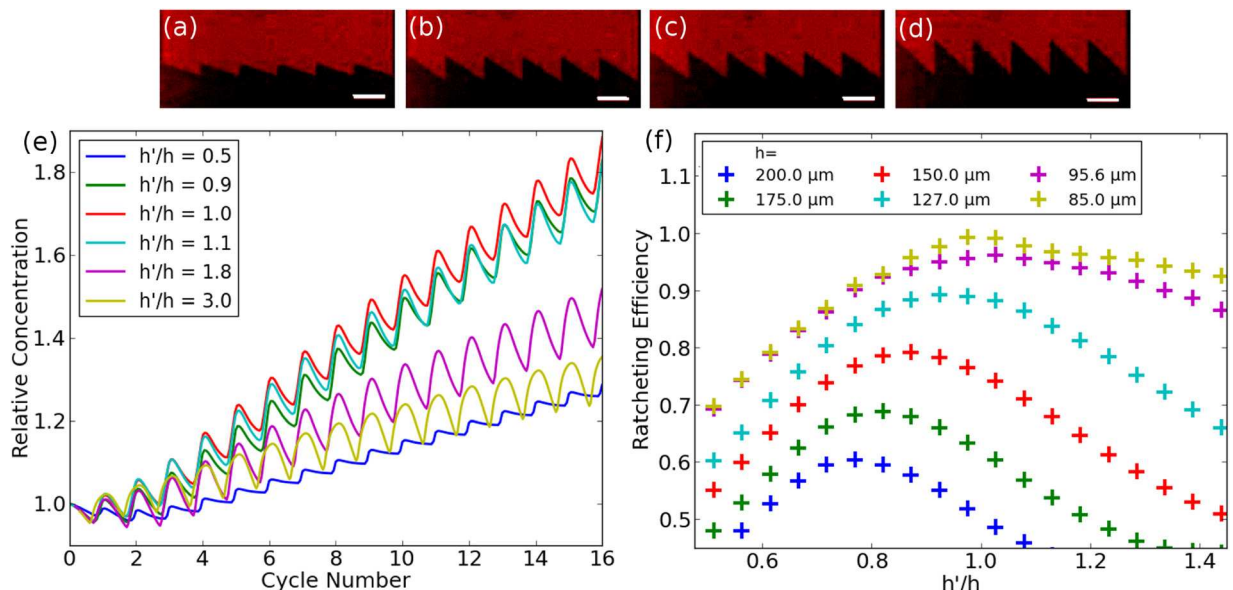 (a) (b) (c) (d)
(e)
h'/h = 0.5
h'/h = 0.9
h'/h = 1.0
h'/h = 1.1
h'/h = 1.8
h'/h = 3.0
Relative Concentration
1.8
1.6
1.4
1.2
1.0
0 2 4 6 8 10 12 14 16
Cycle Number
(f)
h=
200.0 μm 150.0 μm 95.6 μm
175.0 μm 127.0 μm 85.0 μm
Ratcheting Efficiency
1.1
1.0
0.9
0.8
0.7
0.6
0.5
0.6 0.8 1.0 1.2 1.4
h'/h